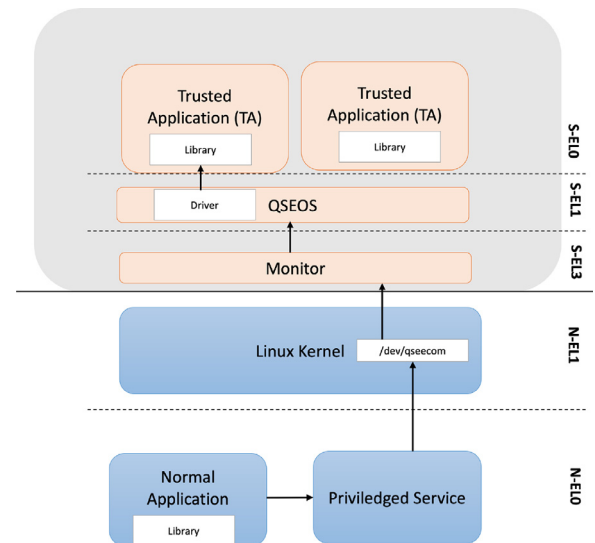 Trusted
Application (TA)
Library
Trusted
Application (TA)
Library
S-EL0
Driver
QSEOS
S-EL1
Monitor
S-EL3
Linux Kernel
/dev/qseecom
N-EL1
Normal
Application
Library
Priviledged Service
N-EL0